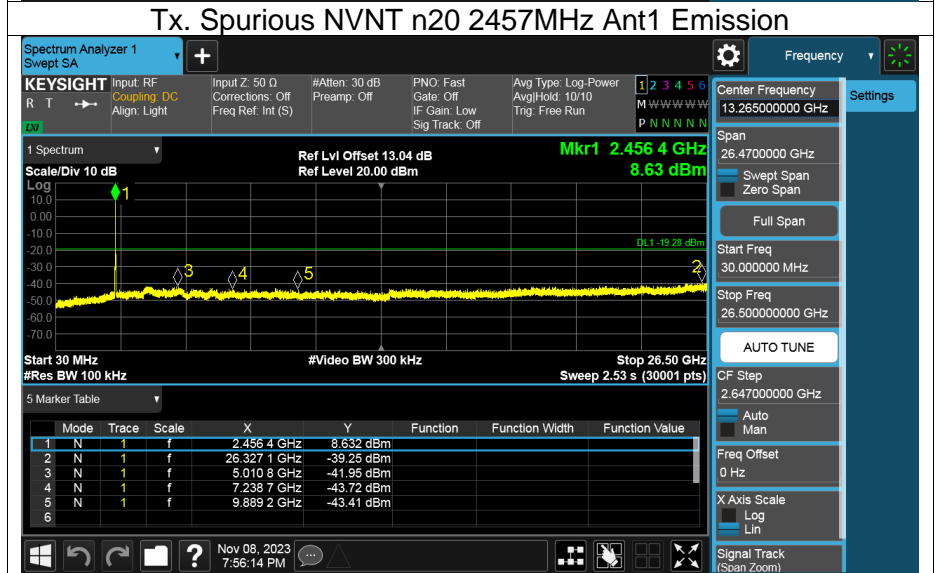 Tx. Spurious NVNT n20 2457MHz Ant1 Emission
Spectrum Analyzer 1
Swept SA
+
Frequency
KEYSIGHT
R T
LXI
Input: RF
Coupling: DC
Align: Light
Input Z: 50 Ω
Corrections: Off
Freq Ref: Int (S)
#Atten: 30 dB
Preamp: Off
PNO: Fast
Gate: Off
IF Gain: Low
Sig Track: Off
Avg Type: Log-Power
Avg|Hold: 10/10
Trig: Free Run
1 2 3 4 5 6
M W W W W W
P N N N N N
Center Frequency
13.265000000 GHz
Settings
Span
26.4700000 GHz
Swept Span
Zero Span
Full Span
Start Freq
30.000000 MHz
Stop Freq
26.500000000 GHz
AUTO TUNE
CF Step
2.647000000 GHz
Auto
Man
Freq Offset
0 Hz
X Axis Scale
Log
Lin
Signal Track
(Span Zoom)
1 Spectrum
Scale/Div 10 dB
Ref Lvl Offset 13.04 dB
Ref Level 20.00 dBm
Mkr1 2.456 4 GHz
8.63 dBm
Log
10.0
0.00
-10.0
-20.0
-30.0
-40.0
-50.0
-60.0
-70.0
1
DL1 -19.28 dBm
3
4
5
2
Start 30 MHz
#Res BW 100 kHz
#Video BW 300 kHz
Stop 26.50 GHz
Sweep 2.53 s (30001 pts)
5 Marker Table
Mode Trace Scale X Y Function Function Width Function Value
1 N 1 f 2.456 4 GHz 8.632 dBm
2 N 1 f 26.327 1 GHz -39.25 dBm
3 N 1 f 5.010 8 GHz -41.95 dBm
4 N 1 f 7.238 7 GHz -43.72 dBm
5 N 1 f 9.889 2 GHz -43.41 dBm
6
?
Nov 08, 2023
7:56:14 PM